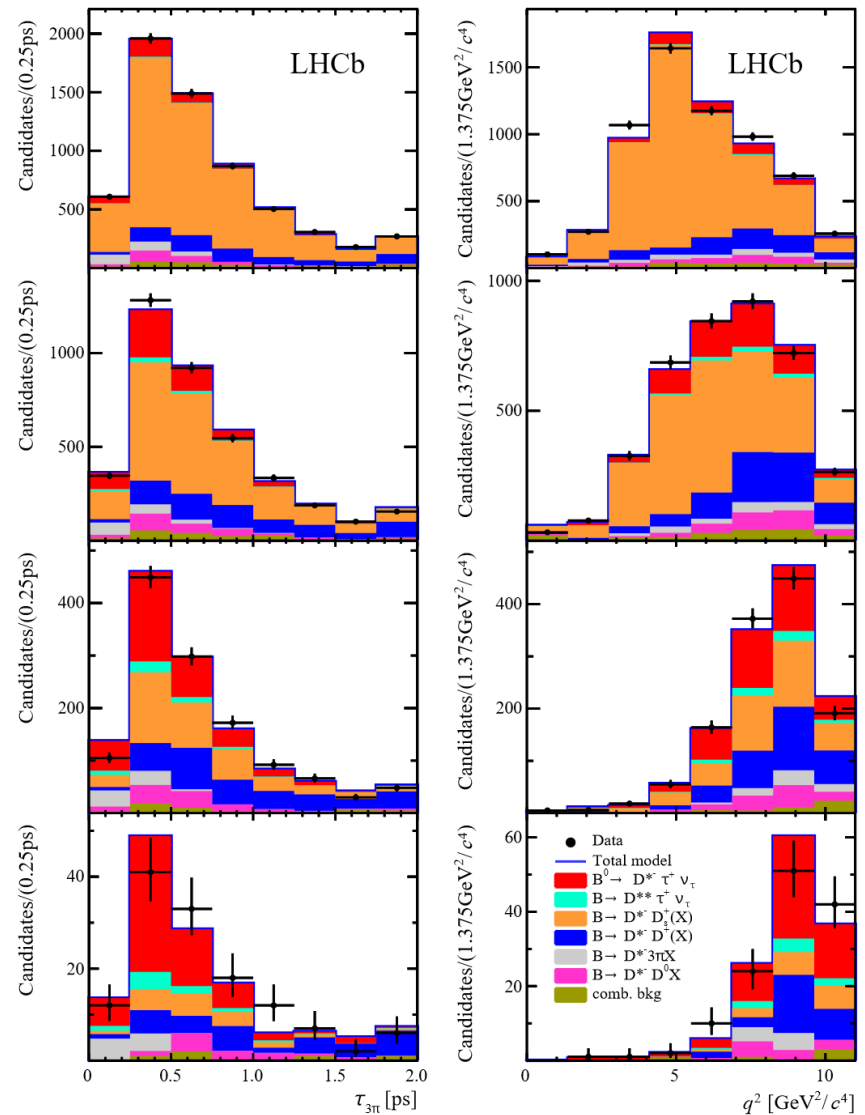 Candidates/(0.25ps)
2000
1500
1000
500
LHCb
Candidates/(1.375GeV²/c⁴)
1500
1000
500
LHCb
Candidates/(0.25ps)
1000
500
Candidates/(1.375GeV²/c⁴)
1000
500
Candidates/(0.25ps)
400
200
Candidates/(1.375GeV²/c⁴)
400
200
Candidates/(0.25ps)
40
20
0 0.5 1.0 1.5 2.0
τ₃π [ps]
Candidates/(1.375GeV²/c⁴)
60
40
20
Data
Total model
B⁰→ D*⁻ τ⁺ ν_τ
B→ D** τ⁺ ν_τ
B→ D*⁻ D_s⁺(X)
B→ D*⁻ D⁺(X)
B→ D*⁻3πX
B→ D*⁻ D⁰X
comb. bkg
0 5 10
q² [GeV²/c⁴]